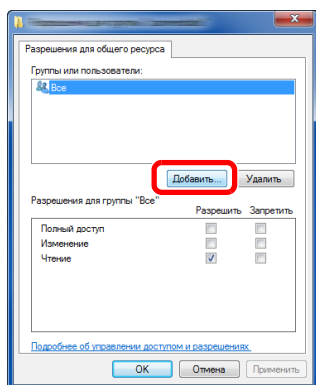 Разрешения для общего ресурса
Группы или пользователи:
Все
Добавить... Удалить
Разрешения для группы "Все"
Разрешить Запретить
Полный доступ
Изменение
Чтение
Подробнее об управлении доступом и разрешениях
OK Отмена Применить